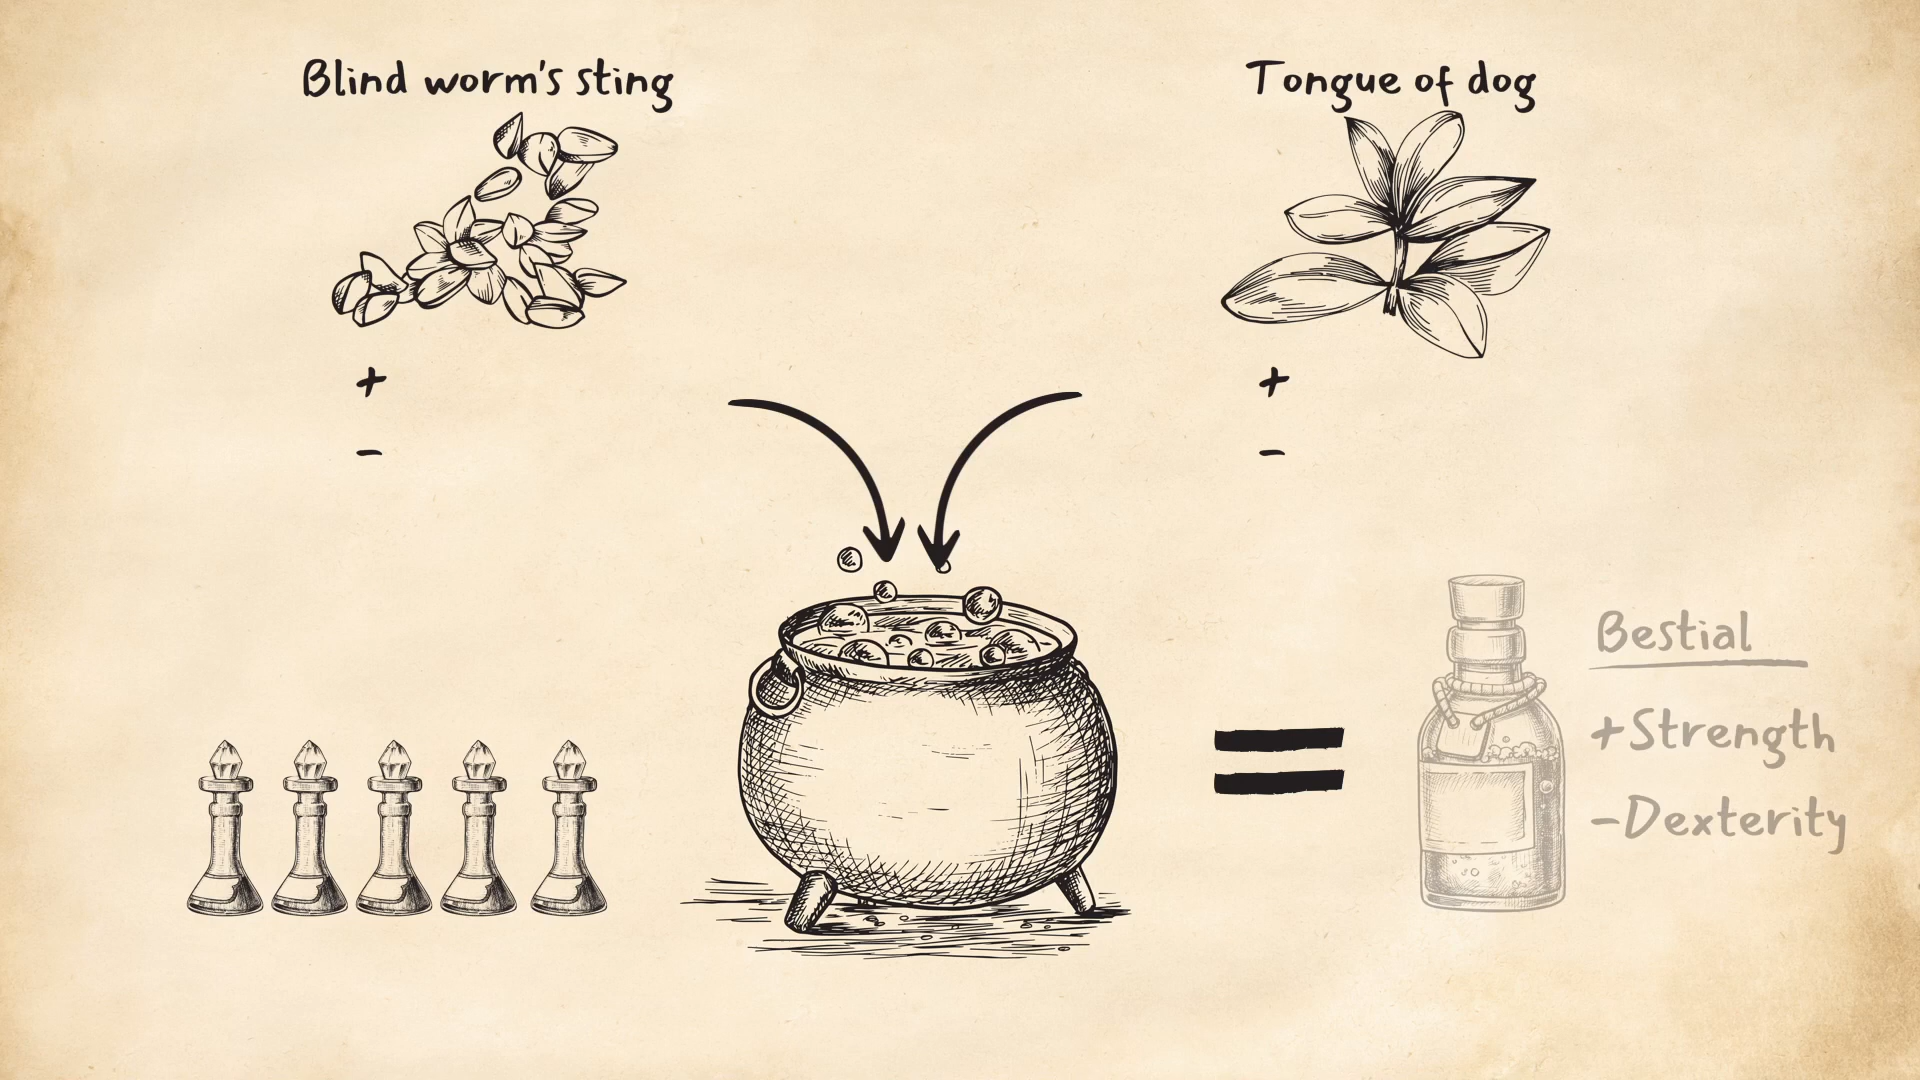 Blind worm's sting
Tongue of dog
+
-
+
-
=
Bestial
+Strength
-Dexterity